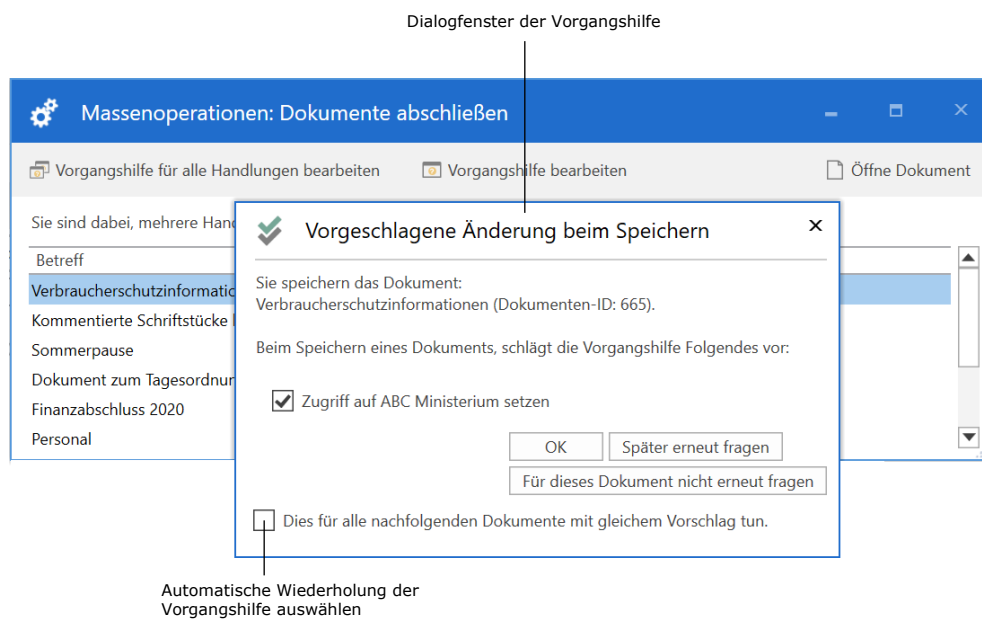 Dialogfenster der Vorgangshilfe
Massenoperationen: Dokumente abschließen
Vorgangshilfe für alle Handlungen bearbeiten Vorgangshilfe bearbeiten Öffne Dokument
Sie sind dabei, mehrere Hand
Betreff
Verbraucherschutzinformatio
Kommentierte Schriftstücke
Sommerpause
Dokument zum Tagesordnun
Finanzabschluss 2020
Personal
Vorgeschlagene Änderung beim Speichern
Sie speichern das Dokument:
Verbraucherschutzinformationen (Dokumenten-ID: 665).
Beim Speichern eines Dokuments, schlägt die Vorgangshilfe Folgendes vor:
Zugriff auf ABC Ministerium setzen
OK Später erneut fragen
Für dieses Dokument nicht erneut fragen
Dies für alle nachfolgenden Dokumente mit gleichem Vorschlag tun.
Automatische Wiederholung der
Vorgangshilfe auswählen